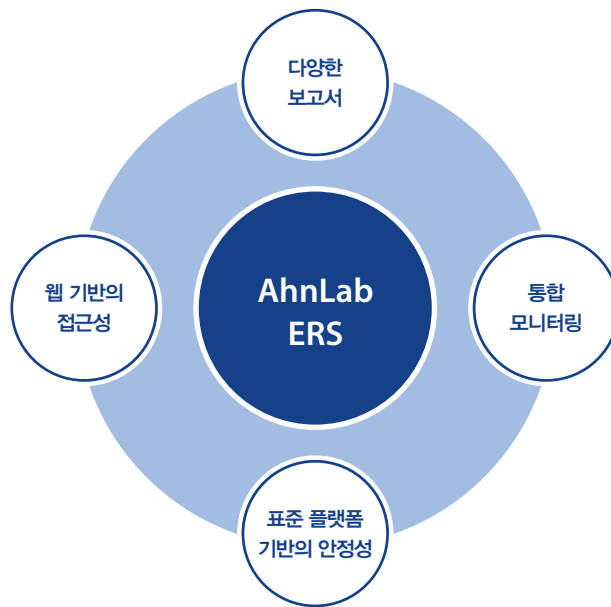 다양한
보고서
웹 기반의
접근성
AhnLab
ERS
통합
모니터링
표준 플랫폼
기반의 안정성